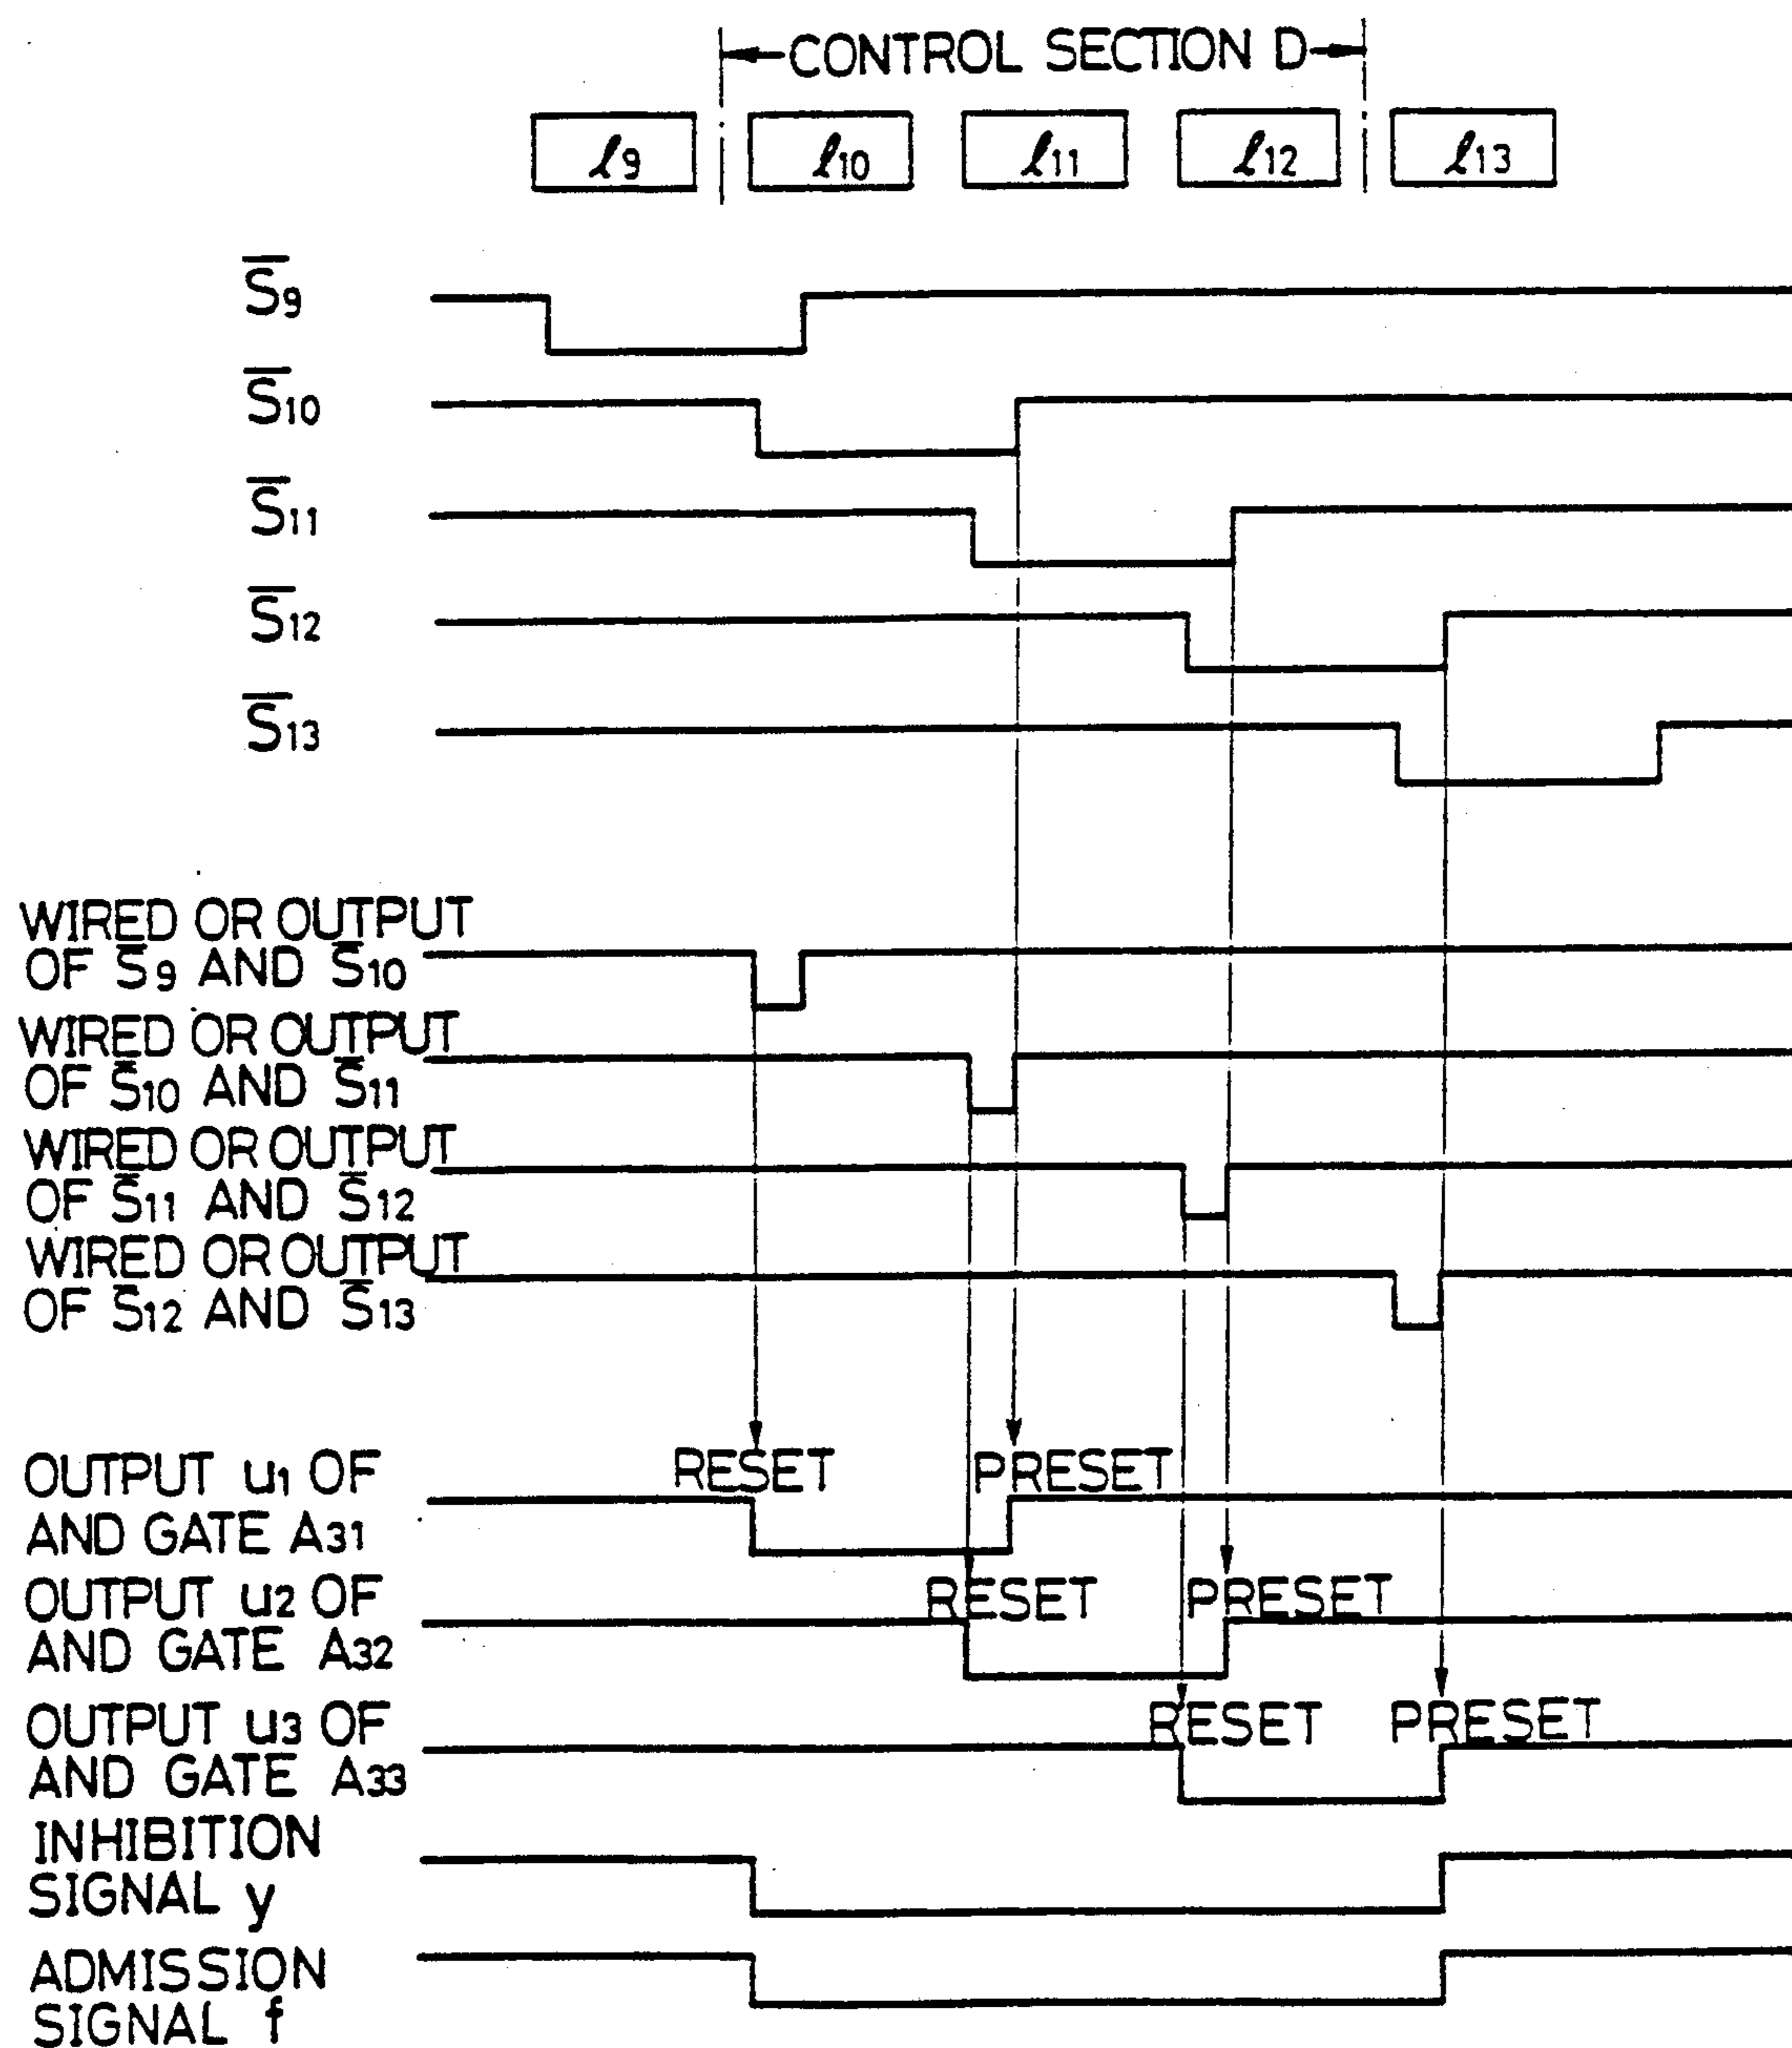 CONTROL SECTION D
ℓ9 ℓ10 ℓ11 ℓ12 ℓ13
S̅9
S̅10
S̅11
S̅12
S̅13
WIRED OR OUTPUT
OF S̅9 AND S̅10
WIRED OR OUTPUT
OF S̅10 AND S̅11
WIRED OR OUTPUT
OF S̅11 AND S̅12
WIRED OR OUTPUT
OF S̅12 AND S̅13
OUTPUT u1 OF
AND GATE A31
RESET PRESET
OUTPUT u2 OF
AND GATE A32
RESET PRESET
OUTPUT u3 OF
AND GATE A33
RESET PRESET
INHIBITION
SIGNAL y
ADMISSION
SIGNAL f